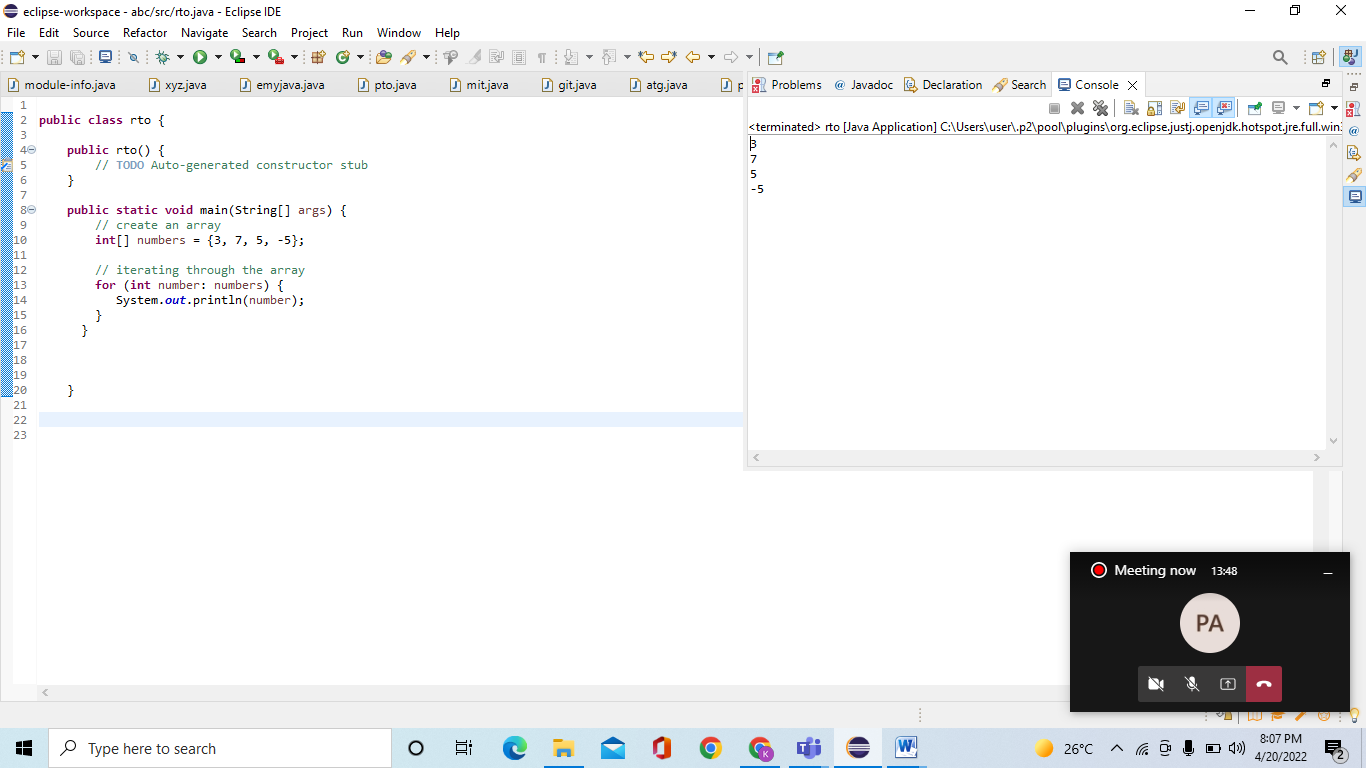 eclipse-workspace - abc/src/rto.java - Eclipse IDE
File Edit Source Refactor Navigate Search Project Run Window Help
module-info.java xyz.java emyjava.java pto.java mit.java git.java atg.java
Problems @ Javadoc Declaration Search Console
<terminated> rto [Java Application] C:\Users\user\.p2\pool\plugins\org.eclipse.justj.openjdk.hotspot.jre.full.win
3
7
5
-5
1
2 public class rto {
3
4 public rto() {
5 // TODO Auto-generated constructor stub
6 }
7
8 public static void main(String[] args) {
9 // create an array
10 int[] numbers = {3, 7, 5, -5};
11
12 // iterating through the array
13 for (int number: numbers) {
14 System.out.println(number);
15 }
16 }
17
18
19
20 }
21
22
23
Meeting now 13:48
PA
Type here to search
26°C
8:07 PM
4/20/2022
2